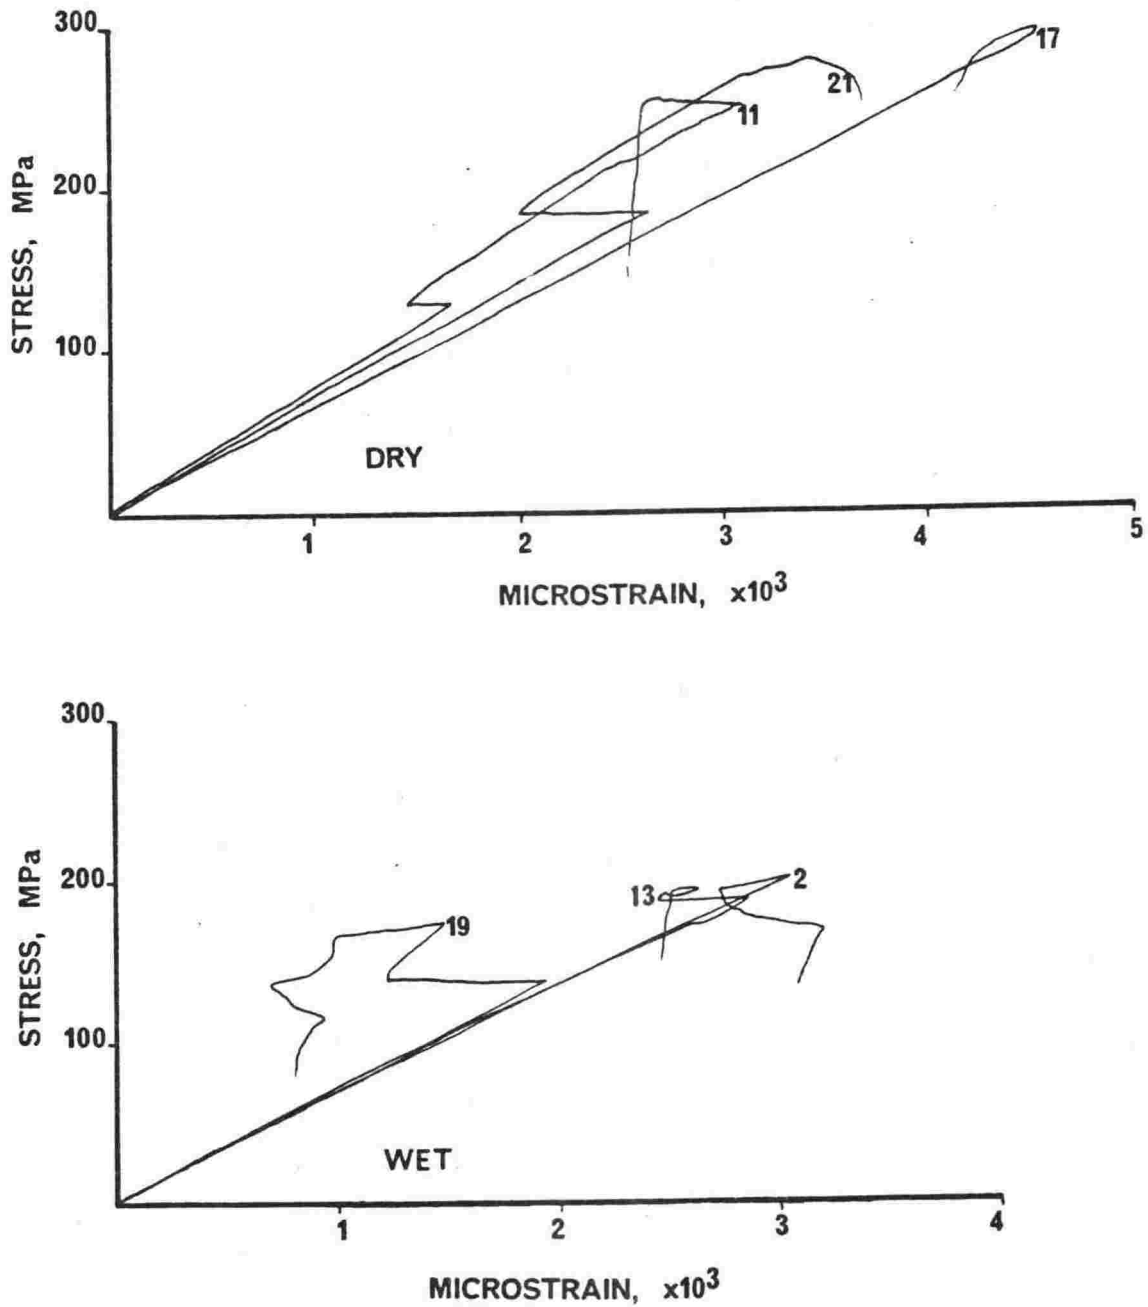 300
17
21
11
200
STRESS, MPa
100
DRY
1 2 3 4 5
MICROSTRAIN, x10³
300
200
13 2
19
STRESS, MPa
100
WET
1 2 3 4
MICROSTRAIN, x10³